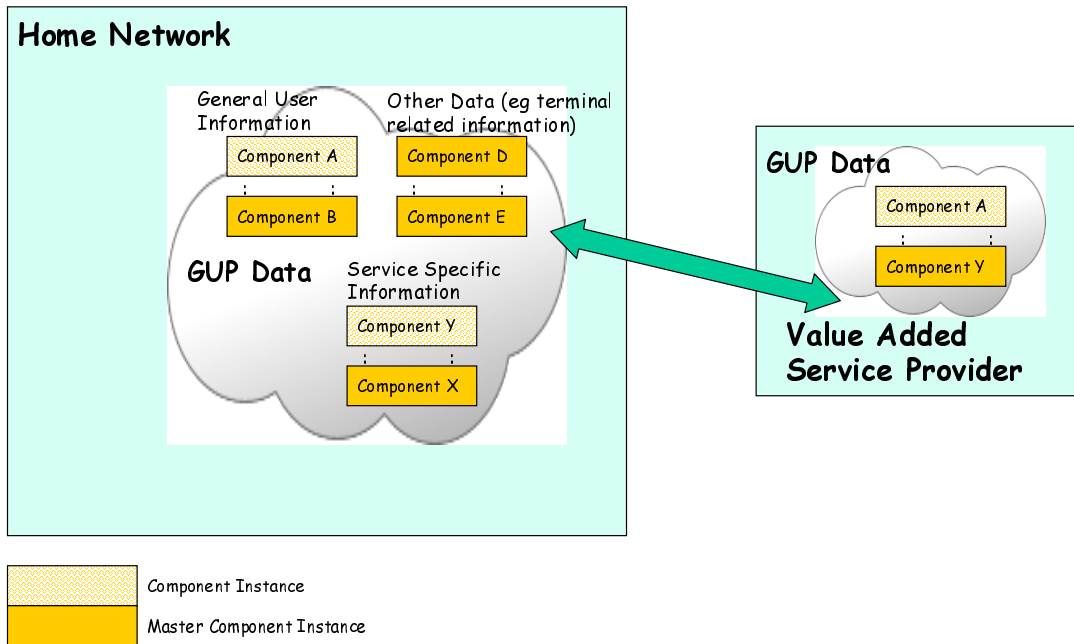 Home Network
General User
Information
Component A
Component B
Other Data (eg terminal
related information)
Component D
Component E
GUP Data
Service Specific
Information
Component Y
Component X
GUP Data
Component A
Component Y
Value Added
Service Provider
Component Instance
Master Component Instance